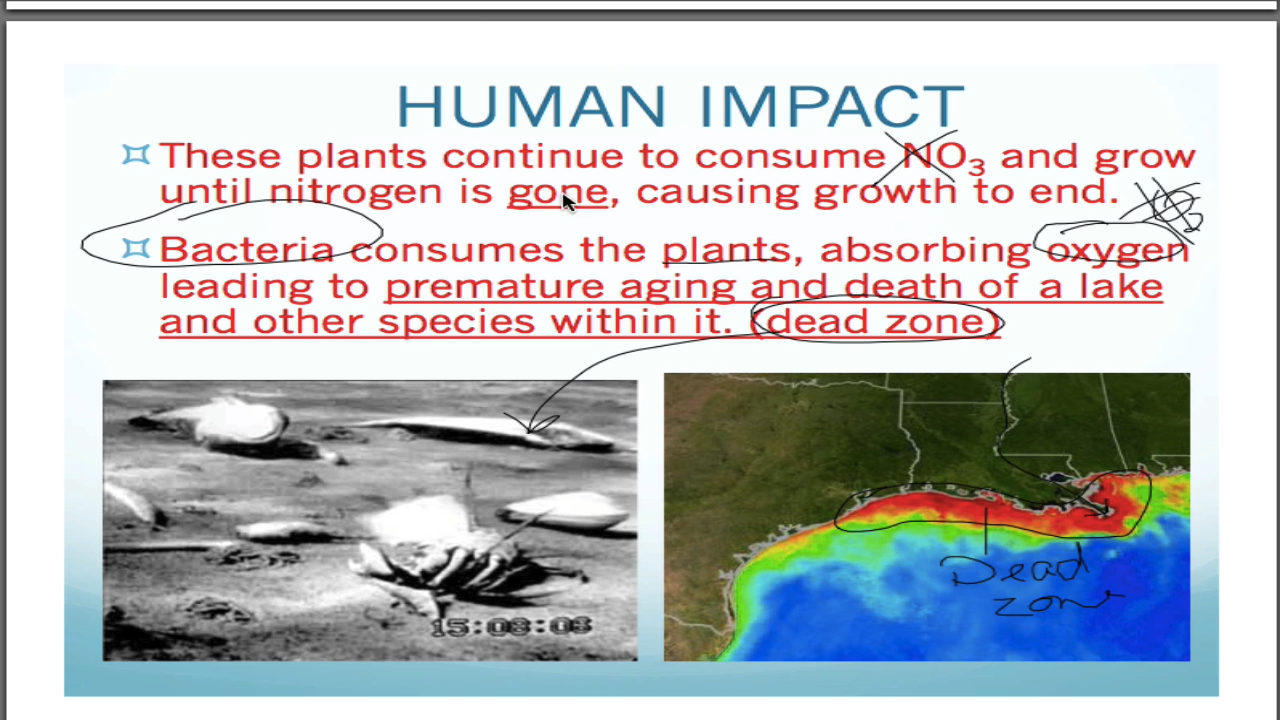 HUMAN IMPACT
These plants continue to consume NO3 and grow
until nitrogen is gone, causing growth to end.
O2
Bacteria consumes the plants, absorbing oxygen
leading to premature aging and death of a lake
and other species within it. (dead zone)
Dead
zone
15:08:03